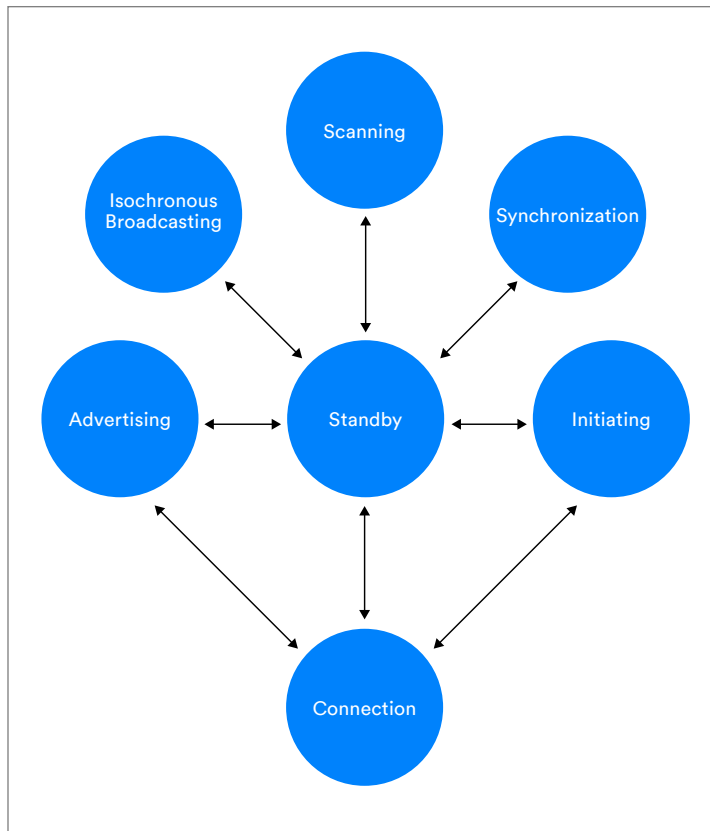 Scanning
Isochronous
Broadcasting
Synchronization
Advertising
Standby
Initiating
Connection